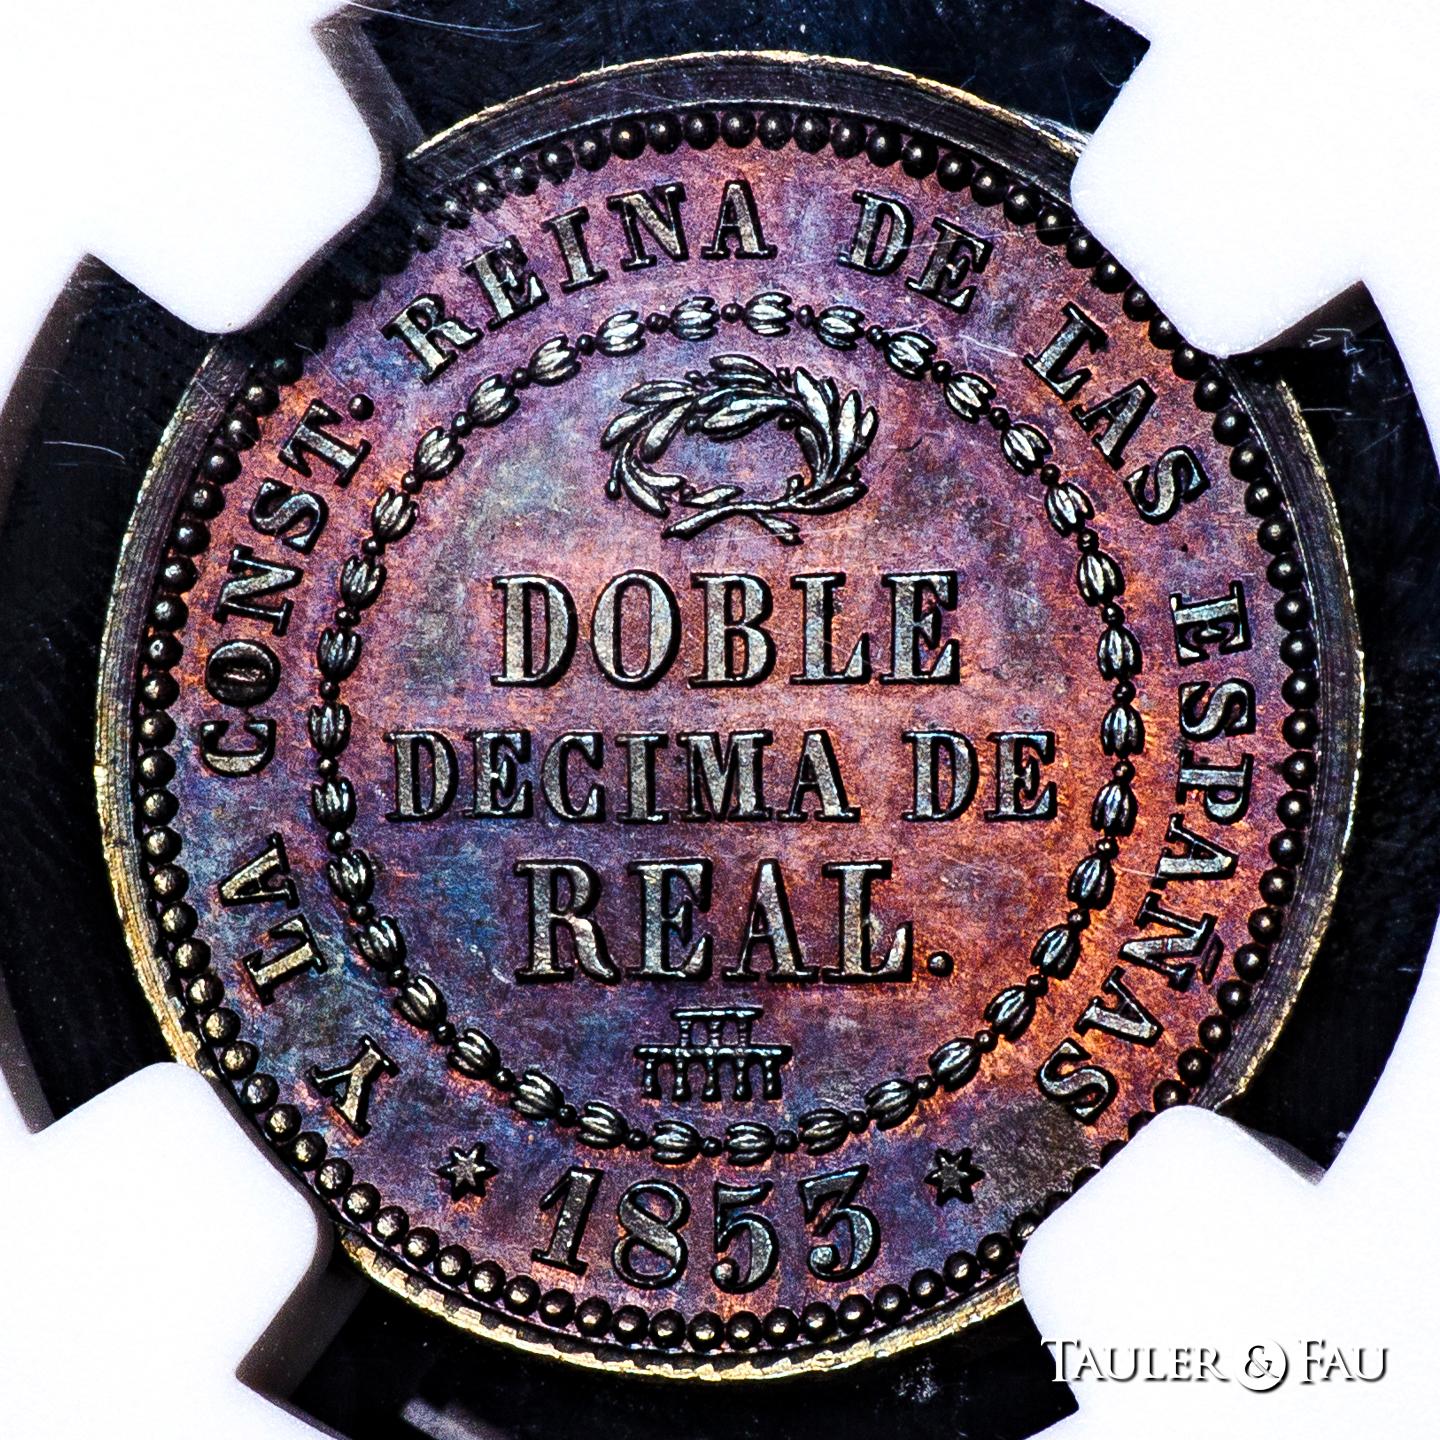 A LA CONST. REINA DE LAS ESPAÑAS
DOBLE
DECIMA DE
REAL.
* 1853 *
TAULER & FAU